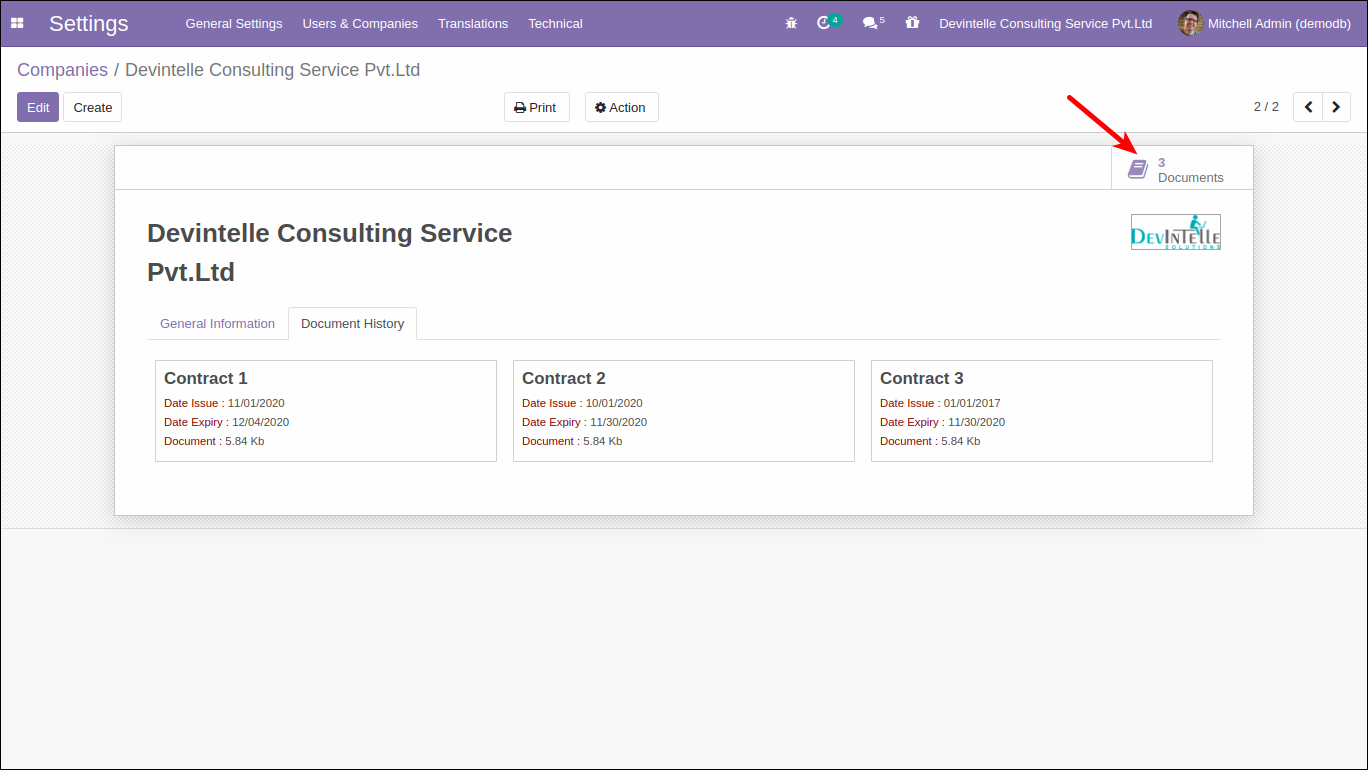 Settings General Settings Users & Companies Translations Technical 4 5 Devintelle Consulting Service Pvt.Ltd Mitchell Admin (demodb)
Companies / Devintelle Consulting Service Pvt.Ltd
Edit Create Print Action 2 / 2
3
Documents
Devintelle Consulting Service
Pvt.Ltd
DEVINTELLE
SOLUTIONS
General Information Document History
Contract 1
Date Issue : 11/01/2020
Date Expiry : 12/04/2020
Document : 5.84 Kb
Contract 2
Date Issue : 10/01/2020
Date Expiry : 11/30/2020
Document : 5.84 Kb
Contract 3
Date Issue : 01/01/2017
Date Expiry : 11/30/2020
Document : 5.84 Kb